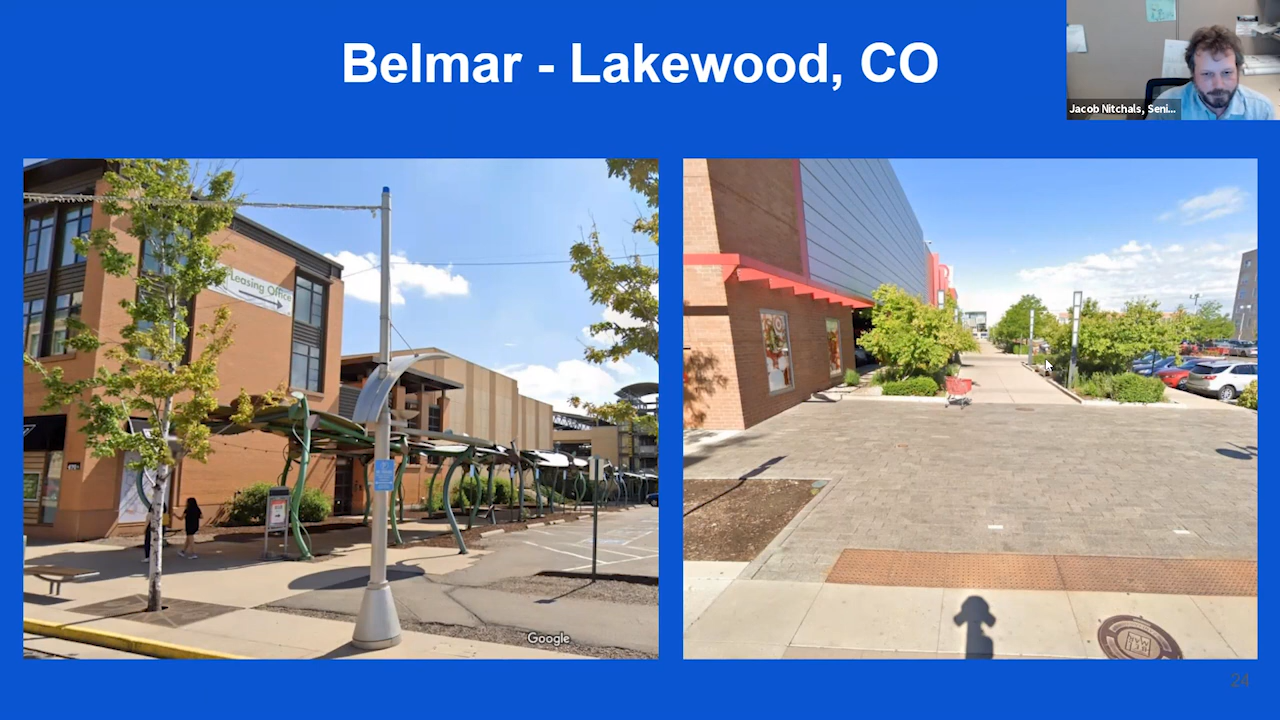 Belmar - Lakewood, CO
Jacob Nitchals, Seni...
Leasing Office
Google
24